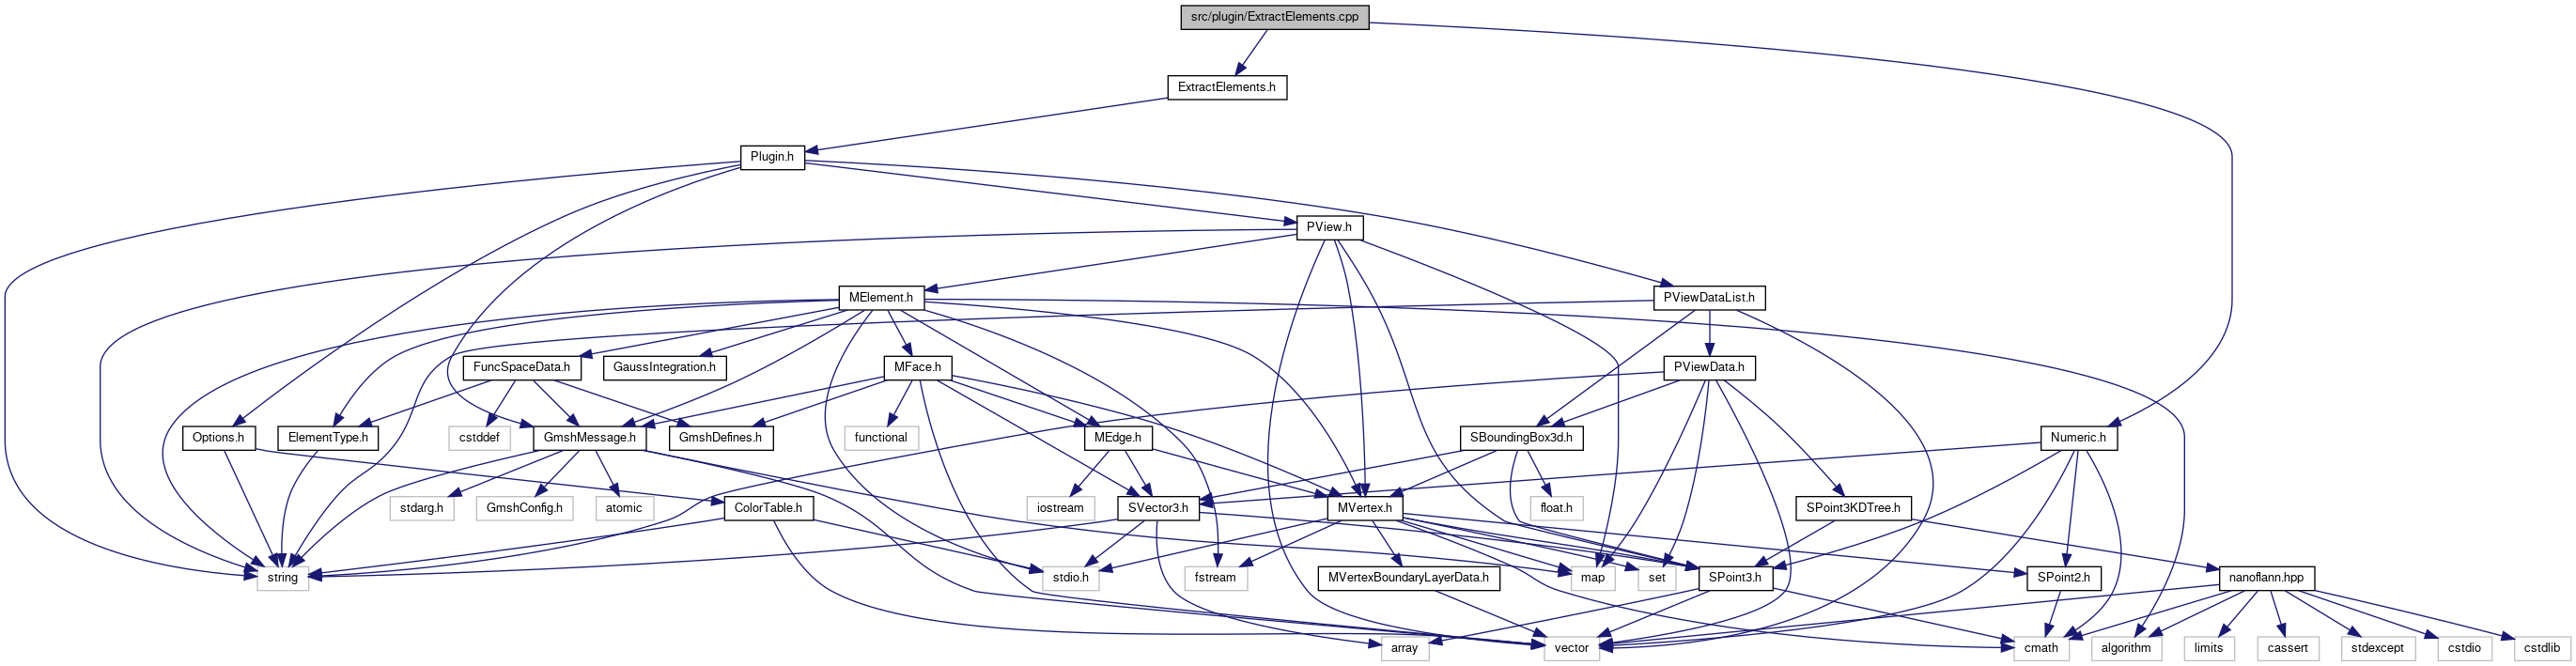 src/plugin/ExtractElements.cpp
ExtractElements.h
Plugin.h
PView.h
MElement.h
PViewDataList.h
FuncSpaceData.h
GaussIntegration.h
MFace.h
PViewData.h
Options.h
ElementType.h
cstddef
GmshMessage.h
GmshDefines.h
functional
MEdge.h
SBoundingBox3d.h
Numeric.h
stdarg.h
GmshConfig.h
atomic
ColorTable.h
iostream
SVector3.h
MVertex.h
float.h
SPoint3KDTree.h
string
stdio.h
fstream
map
MVertexBoundaryLayerData.h
set
SPoint3.h
SPoint2.h
nanoflann.hpp
array
vector
cmath
algorithm
limits
cassert
stdexcept
cstdio
cstdlib